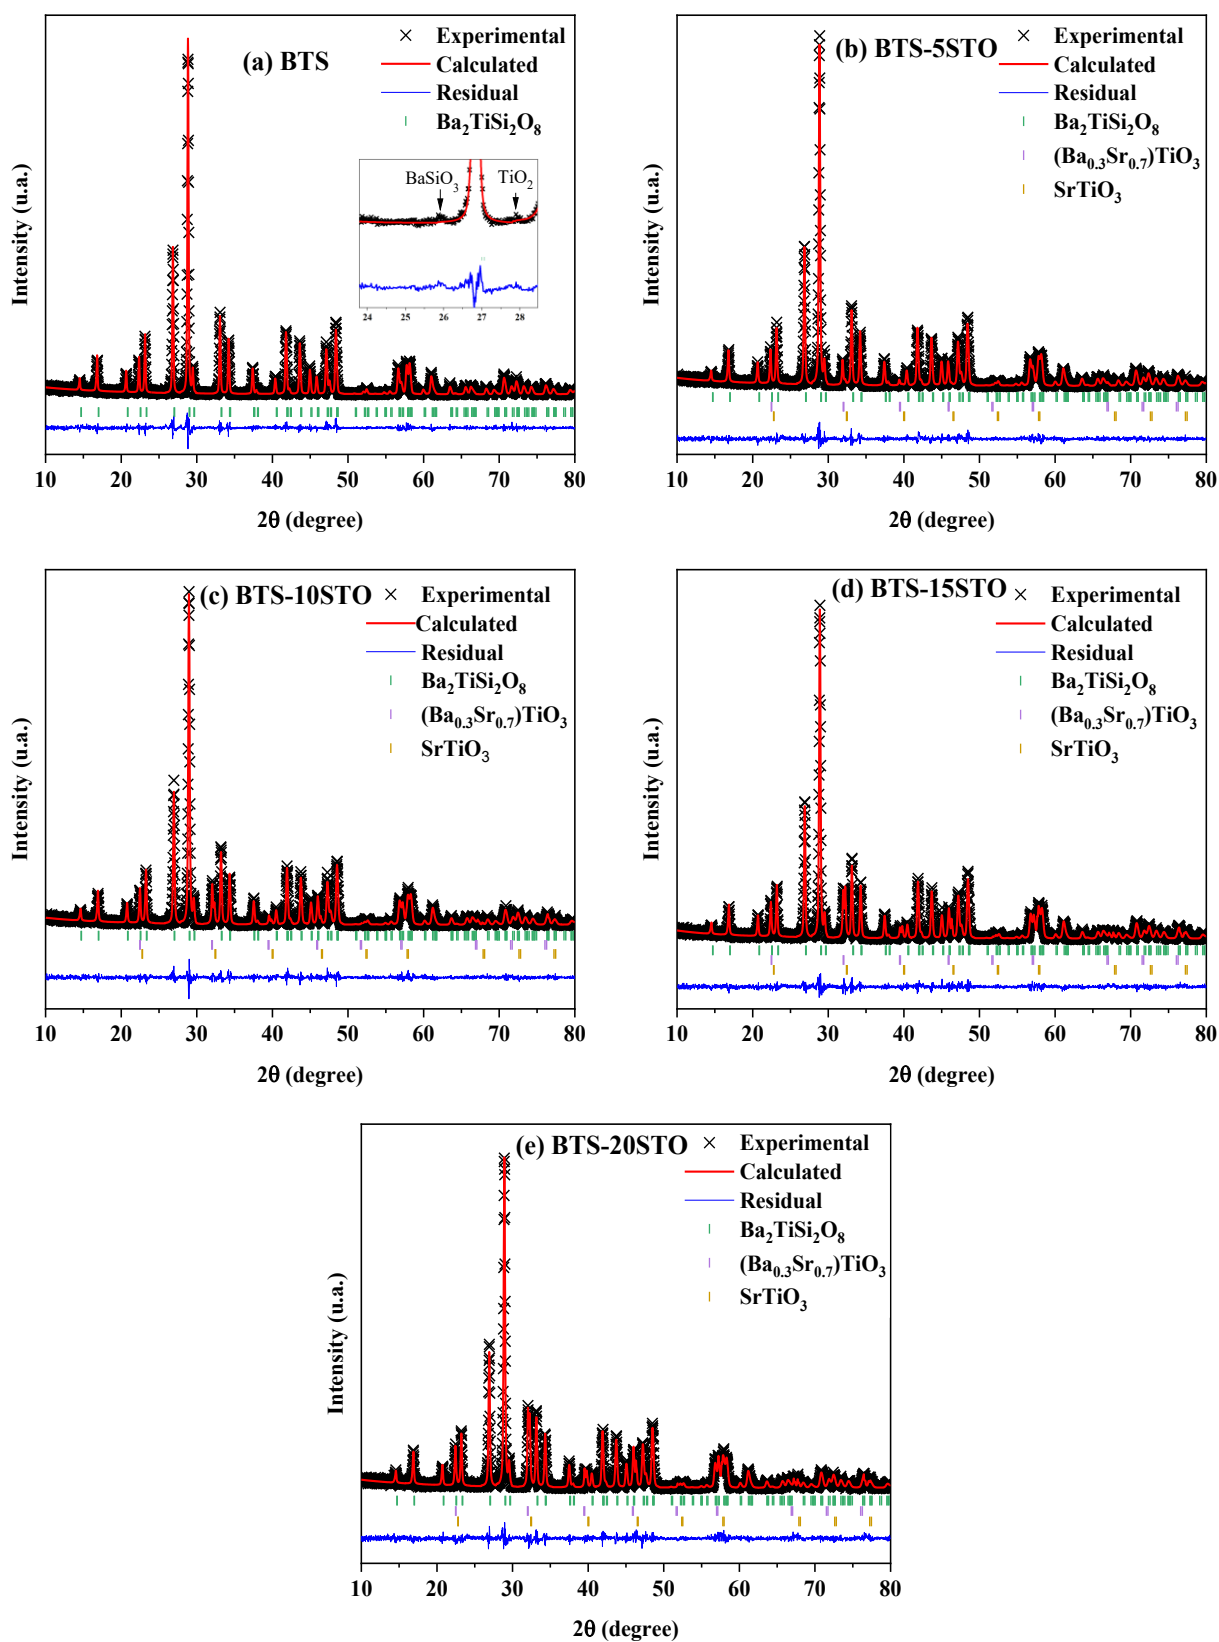 (a) BTS
Experimental
Calculated
Residual
Ba₂TiSi₂O₈
BaSiO₃
TiO₂
24 25 26 27 28
Intensity (u.a.)
10 20 30 40 50 60 70 80
2θ (degree)
(b) BTS-5STO
Experimental
Calculated
Residual
Ba₂TiSi₂O₈
(Ba₀.₃Sr₀.₇)TiO₃
SrTiO₃
Intensity (u.a.)
10 20 30 40 50 60 70 80
2θ (degree)
(c) BTS-10STO
Experimental
Calculated
Residual
Ba₂TiSi₂O₈
(Ba₀.₃Sr₀.₇)TiO₃
SrTiO₃
Intensity (u.a.)
10 20 30 40 50 60 70 80
2θ (degree)
(d) BTS-15STO
Experimental
Calculated
Residual
Ba₂TiSi₂O₈
(Ba₀.₃Sr₀.₇)TiO₃
SrTiO₃
Intensity (u.a.)
10 20 30 40 50 60 70 80
2θ (degree)
(e) BTS-20STO
Experimental
Calculated
Residual
Ba₂TiSi₂O₈
(Ba₀.₃Sr₀.₇)TiO₃
SrTiO₃
Intensity (u.a.)
10 20 30 40 50 60 70 80
2θ (degree)